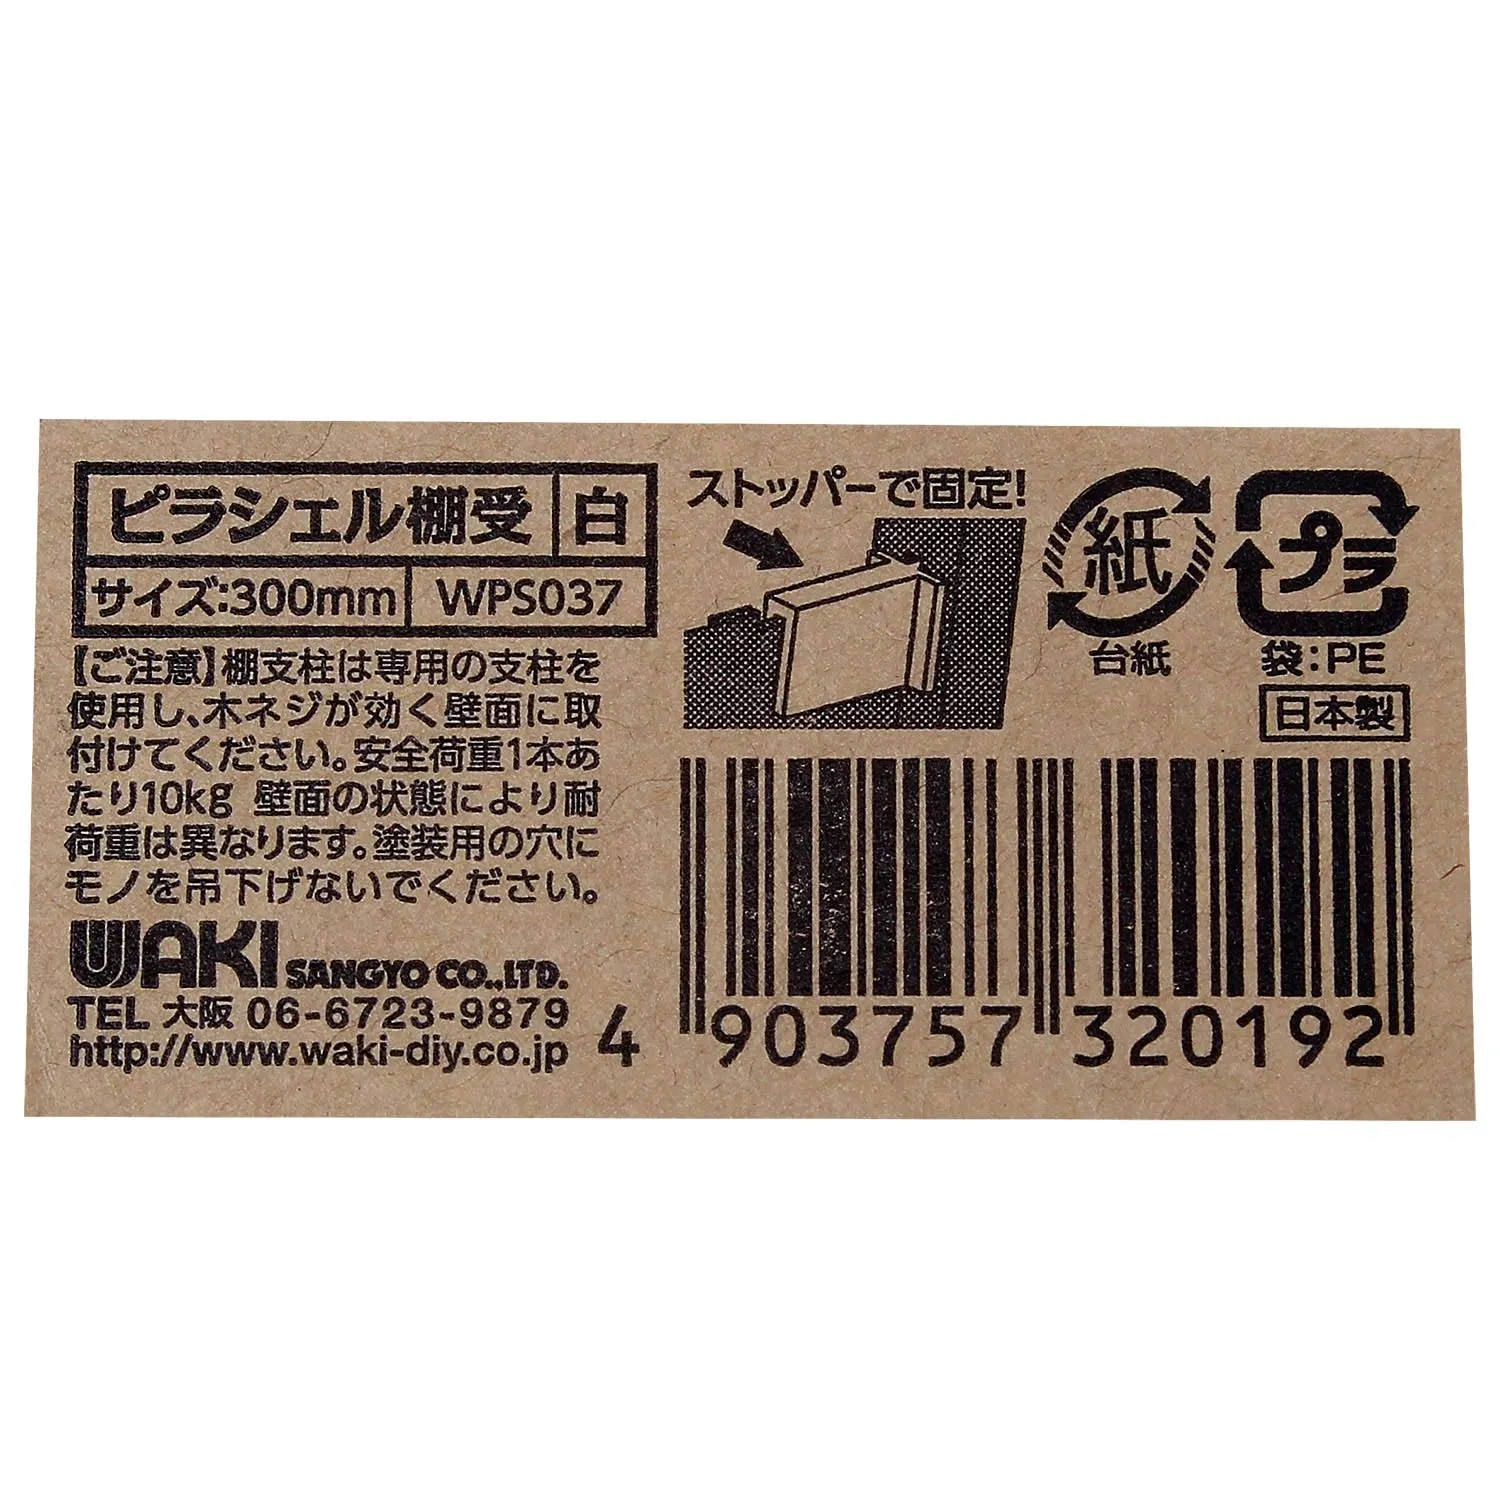 ピラシェル棚受 白
サイズ:300mm WPS037
【ご注意】棚支柱は専用の支柱を
使用し、木ネジが効く壁面に取
付けてください。安全荷重1本あ
たり10kg 壁面の状態により耐
荷重は異なります。塗装用の穴に
モノを吊下げないでください。
WAKI SANGYO CO.,LTD.
TEL 大阪 06-6723-9879
http://www.waki-diy.co.jp
ストッパーで固定!
紙
台紙
プラ
袋:PE
日本製
4 903757 320192